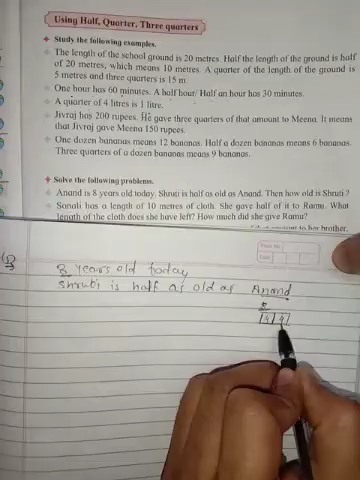 Using Half, Quarter, Three quarters
Study the following examples.
The length of the school ground is 20 metres. Half the length of the ground is half
of 20 metres, which means 10 metres. A quarter of the length of the ground is
5 metres and three quarters is 15 m
One hour has 60 minutes. A half hour/ Half an hour has 30 minutes.
A quarter of 4 litres is 1 litre.
Jivraj has 200 rupees. He gave three quarters of that amount to Meena. It means
that Jivraj gave Meena 150 rupees.
One dozen bananas means 12 bananas. Half a dozen bananas means 6 bananas.
Three quarters of a dozen bananas means 9 bananas.
Solve the following problems.
Anand is 8 years old today. Shruti is half as old as Anand. Then how old is Shruti ?
Sonali has a length of 10 metres of cloth. She gave half of it to Ramu. What
length of the cloth does she have left? How much did she give Ramu?
amount to her brother.
Page No.
Date
8 years old today
Shruti is half as old as Anand
8
4 4